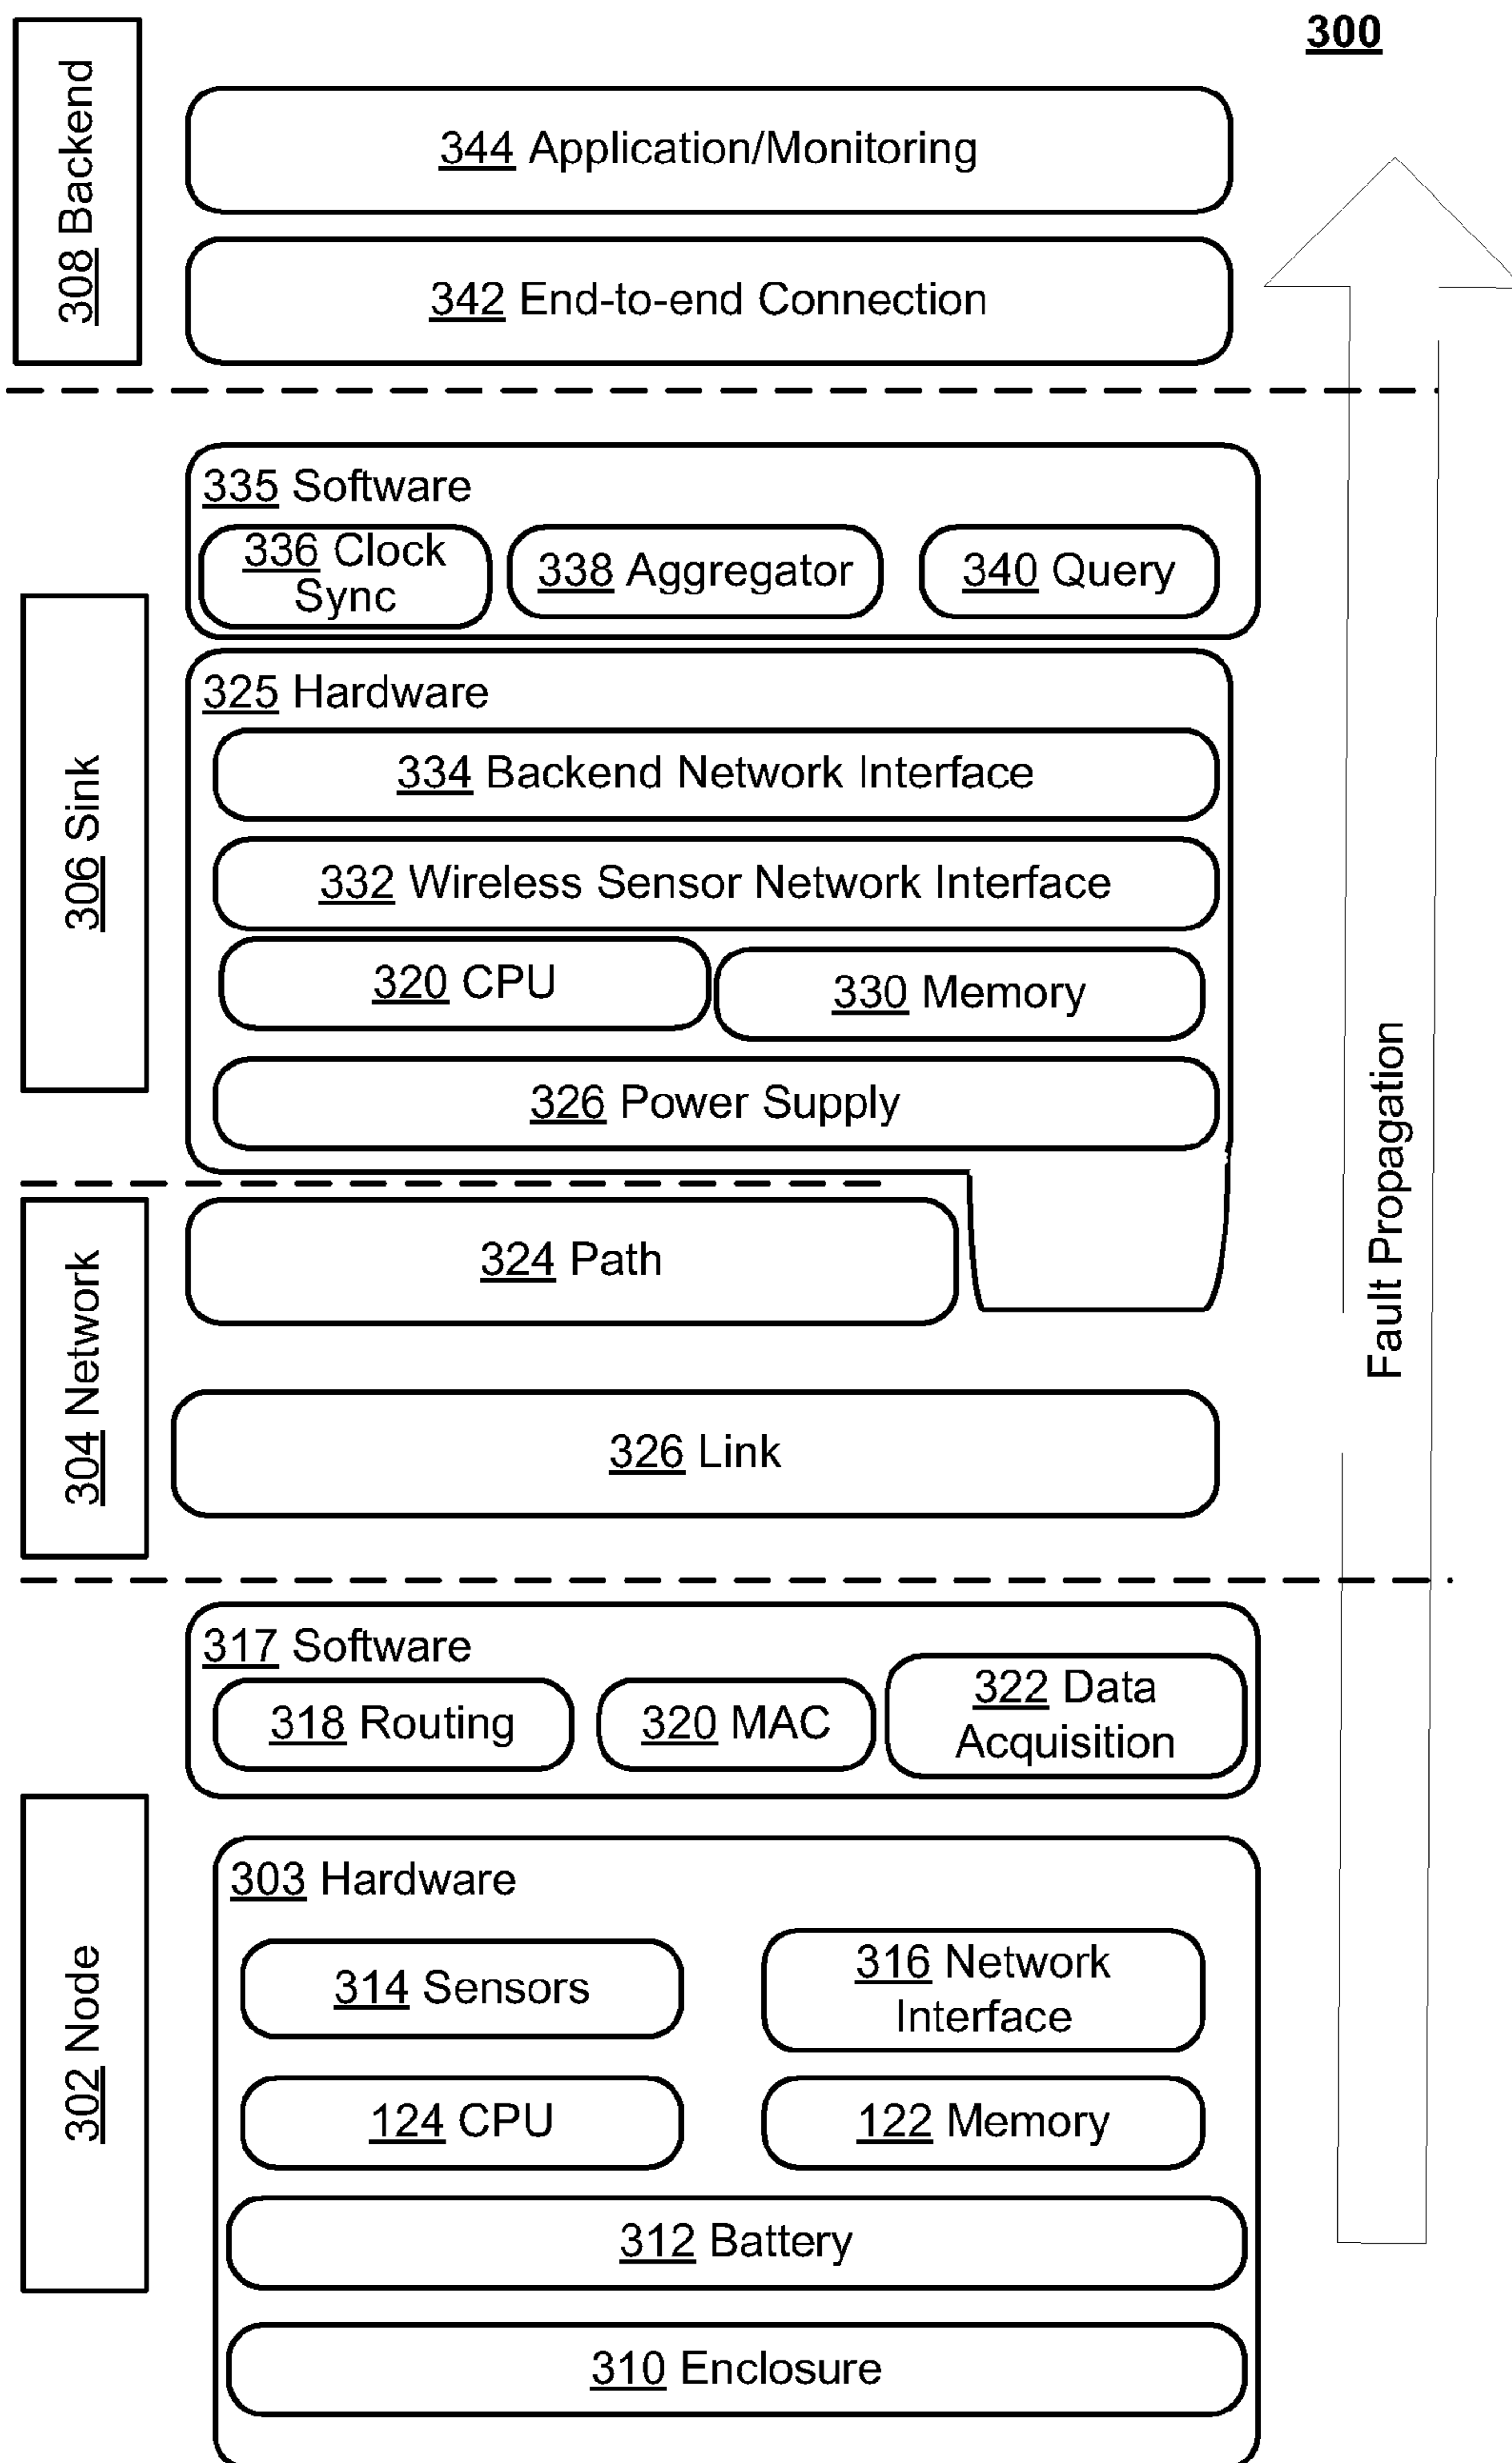 300
308 Backend
344 Application/Monitoring
342 End-to-end Connection
306 Sink
335 Software
336 Clock
Sync
338 Aggregator
340 Query
325 Hardware
334 Backend Network Interface
332 Wireless Sensor Network Interface
320 CPU
330 Memory
326 Power Supply
304 Network
324 Path
326 Link
Fault Propagation
302 Node
317 Software
318 Routing
320 MAC
322 Data
Acquisition
303 Hardware
314 Sensors
316 Network
Interface
124 CPU
122 Memory
312 Battery
310 Enclosure